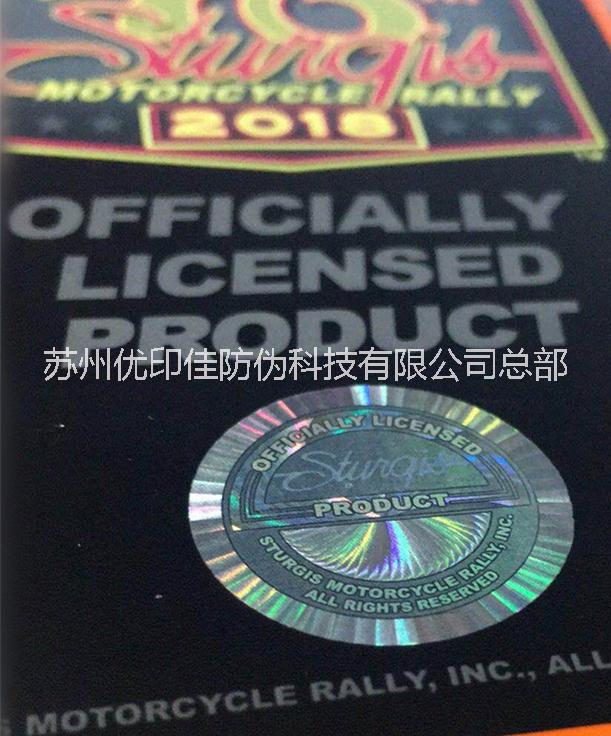 Sturgis
MOTORCYCLE RALLY
2018
OFFICIALLY
LICENSED
PRODUCT
苏州优印佳防伪科技有限公司总部
OFFICIALLY LICENSED
Sturgis
PRODUCT
STURGIS MOTORCYCLE RALLY, INC.
ALL RIGHTS RESERVED
MOTORCYCLE RALLY, INC., ALL